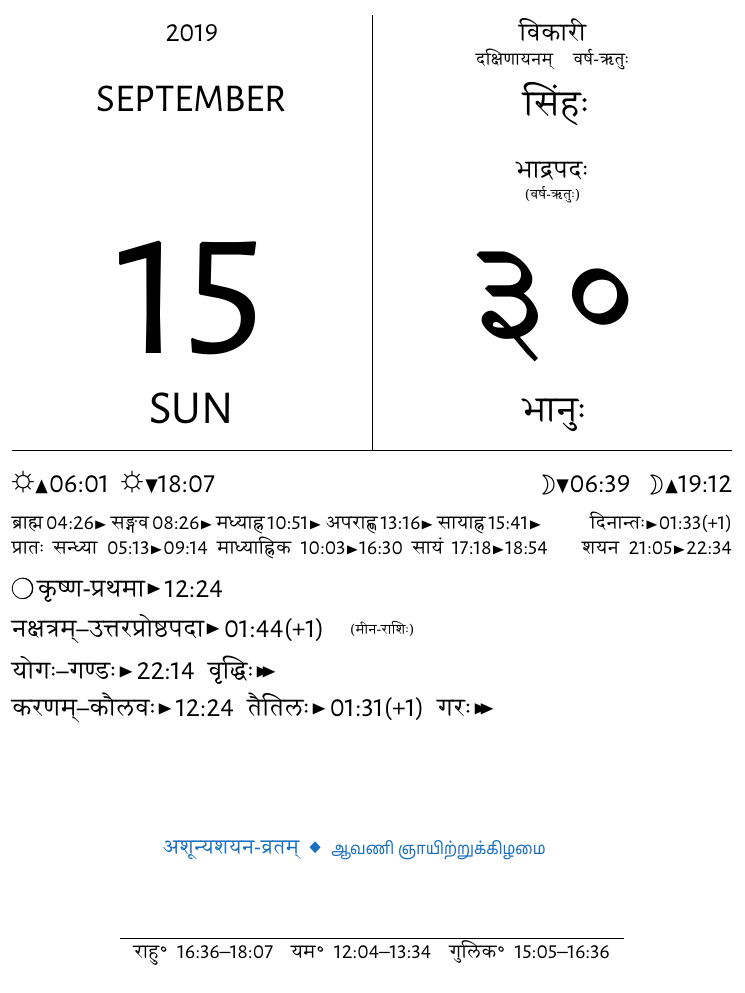 2019
SEPTEMBER
15
SUN
विकारी
दक्षिणायनम् वर्ष-ऋतुः
सिंहः
भाद्रपदः
(वर्ष-ऋतुः)
३०
भानुः
☼▲06:01 ☼▼18:07 ☽▼06:39 ☽▲19:12
ब्राह्म 04:26► सङ्गव 08:26► मध्याह्न 10:51► अपराह्ण 13:16► सायाह्न 15:41► दिनान्तः►01:33(+1)
प्रातः सन्ध्या 05:13►09:14 माध्याह्निक 10:03►16:30 सायं 17:18►18:54 शयन 21:05►22:34
○कृष्ण-प्रथमा►12:24
नक्षत्रम्–उत्तरप्रोष्ठपदा► 01:44(+1) (मीन-राशिः)
योगः–गण्डः►22:14 वृद्धिः►►
करणम्–कौलवः►12:24 तैतिलः►01:31(+1) गरः►►
अशून्यशयन-व्रतम् ◆ ஆவணி ஞாயிற்றுக்கிழமை
राहु॰ 16:36–18:07 यम॰ 12:04–13:34 गुलिक॰ 15:05–16:36